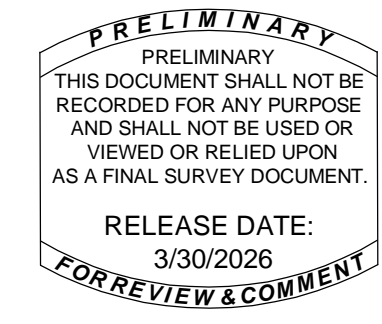 PRELIMINARY
PRELIMINARY
THIS DOCUMENT SHALL NOT BE
RECORDED FOR ANY PURPOSE
AND SHALL NOT BE USED OR
VIEWED OR RELIED UPON
AS A FINAL SURVEY DOCUMENT.
RELEASE DATE:
3/30/2026
FOR REVIEW & COMMENT